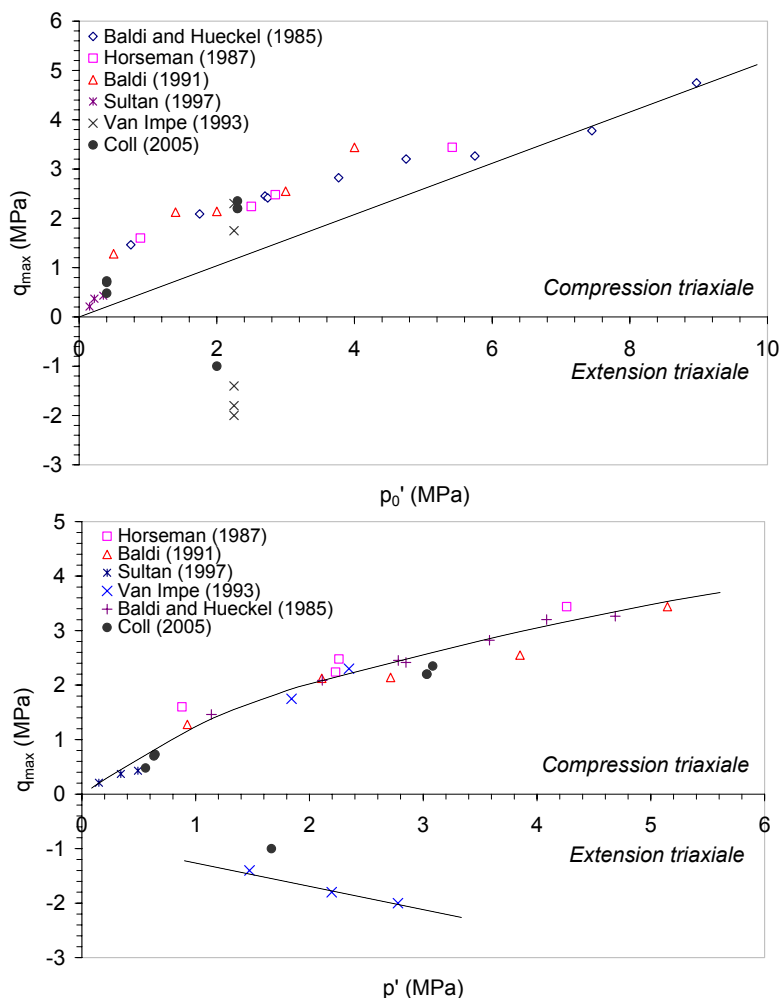 6
5
4
3
2
1
0
-1
-2
-3
q_max (MPa)
Baldi and Hueckel (1985)
Horseman (1987)
Baldi (1991)
Sultan (1997)
Van Impe (1993)
Coll (2005)
Compression triaxiale
0 2 4 6 8 10
Extension triaxiale
p_0' (MPa)
5
4
3
2
1
0
-1
-2
-3
q_max (MPa)
Horseman (1987)
Baldi (1991)
Sultan (1997)
Van Impe (1993)
Baldi and Hueckel (1985)
Coll (2005)
Compression triaxiale
0 1 2 3 4 5 6
Extension triaxiale
p' (MPa)